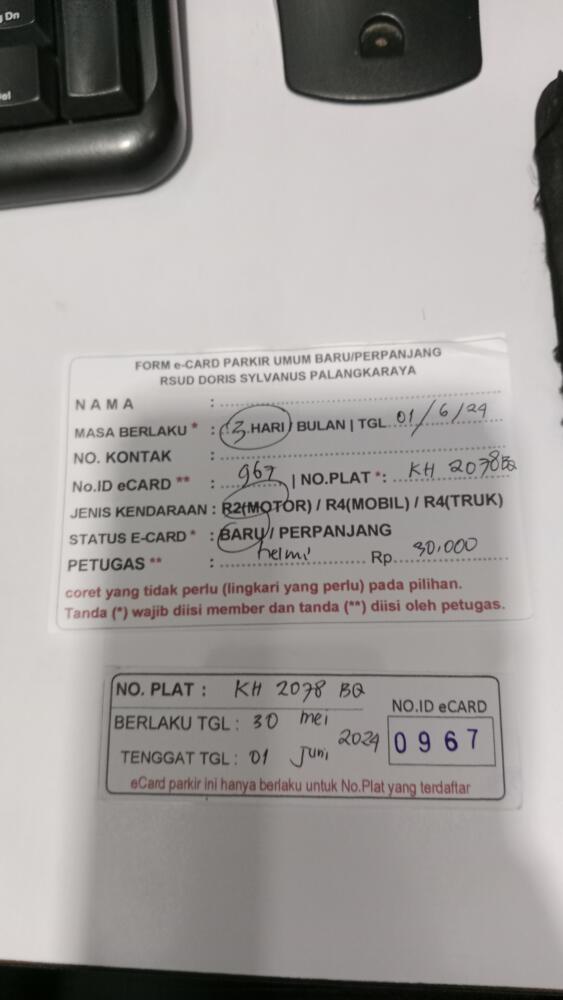 g Dn
el
FORM e-CARD PARKIR UMUM BARU/PERPANJANG
RSUD DORIS SYLVANUS PALANGKARAYA
N A M A :
MASA BERLAKU * : (3 HARI / BULAN | TGL 01/6/24
NO. KONTAK :
No.ID eCARD ** : 967 | NO.PLAT *: KH 2078 BQ
JENIS KENDARAAN : R2(MOTOR) / R4(MOBIL) / R4(TRUK)
STATUS E-CARD * : BARU / PERPANJANG
PETUGAS ** : helmi Rp. 30.000
coret yang tidak perlu (lingkari yang perlu) pada pilihan.
Tanda (*) wajib diisi member dan tanda (**) diisi oleh petugas.
NO. PLAT : KH 2078 BQ
NO.ID eCARD
BERLAKU TGL : 30 mei
2024 0967
TENGGAT TGL : 01 Juni
eCard parkir ini hanya berlaku untuk No.Plat yang terdaftar